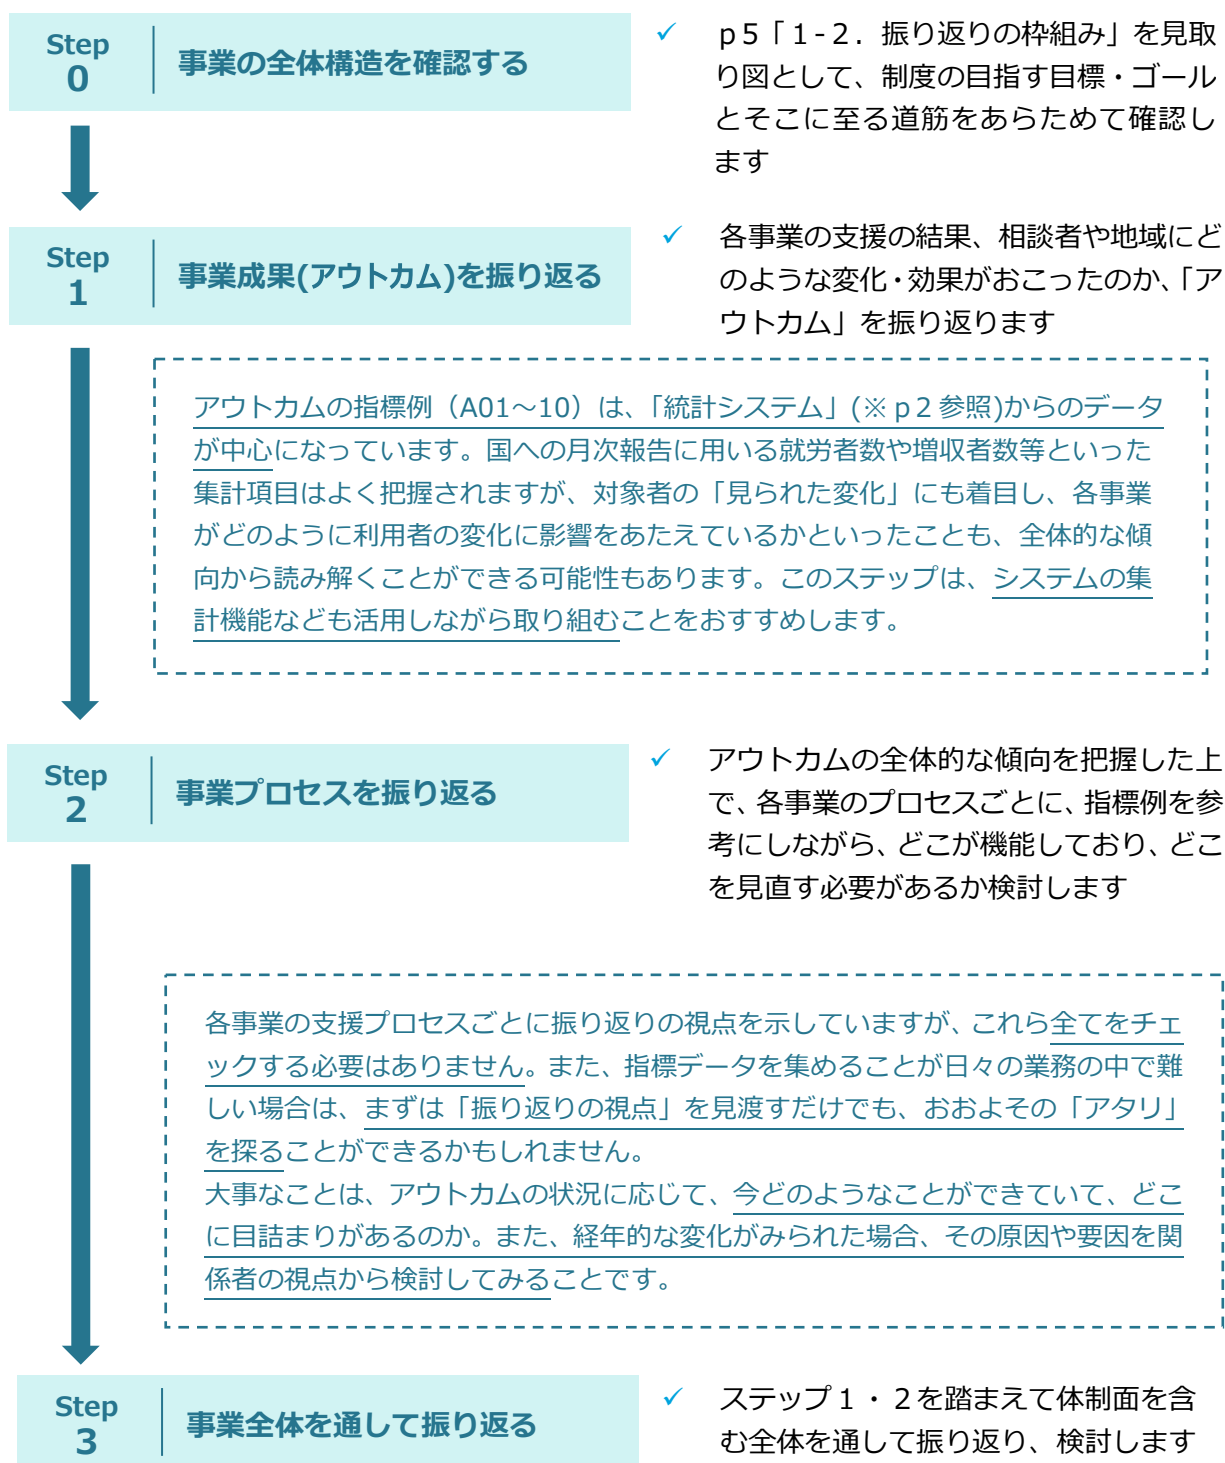 Step
0
事業の全体構造を確認する
✓ p5「1-2．振り返りの枠組み」を見取
り図として、制度の目指す目標・ゴール
とそこに至る道筋をあらためて確認し
ます
Step
1
事業成果(アウトカム)を振り返る
✓ 各事業の支援の結果、相談者や地域にど
のような変化・効果がおこったのか、「ア
ウトカム」を振り返ります
アウトカムの指標例（A01～10）は、「統計システム」(※ｐ2 参照)からのデータ
が中心になっています。国への月次報告に用いる就労者数や増収者数等といった
集計項目はよく把握されますが、対象者の「見られた変化」にも着目し、各事業
がどのように利用者の変化に影響をあたえているかといったことも、全体的な傾
向から読み解くことができる可能性もあります。このステップは、システムの集
計機能なども活用しながら取り組むことをおすすめします。
Step
2
事業プロセスを振り返る
✓ アウトカムの全体的な傾向を把握した上
で、各事業のプロセスごとに、指標例を参
考にしながら、どこが機能しており、どこ
を見直す必要があるか検討します
各事業の支援プロセスごとに振り返りの視点を示していますが、これら全てをチェ
ックする必要はありません。また、指標データを集めることが日々の業務の中で難
しい場合は、まずは「振り返りの視点」を見渡すだけでも、おおよその「アタリ」
を探ることができるかもしれません。
大事なことは、アウトカムの状況に応じて、今どのようなことができていて、どこ
に目詰まりがあるのか。また、経年的な変化がみられた場合、その原因や要因を関
係者の視点から検討してみることです。
Step
3
事業全体を通して振り返る
✓ ステップ１・２を踏まえて体制面を含
む全体を通して振り返り、検討します